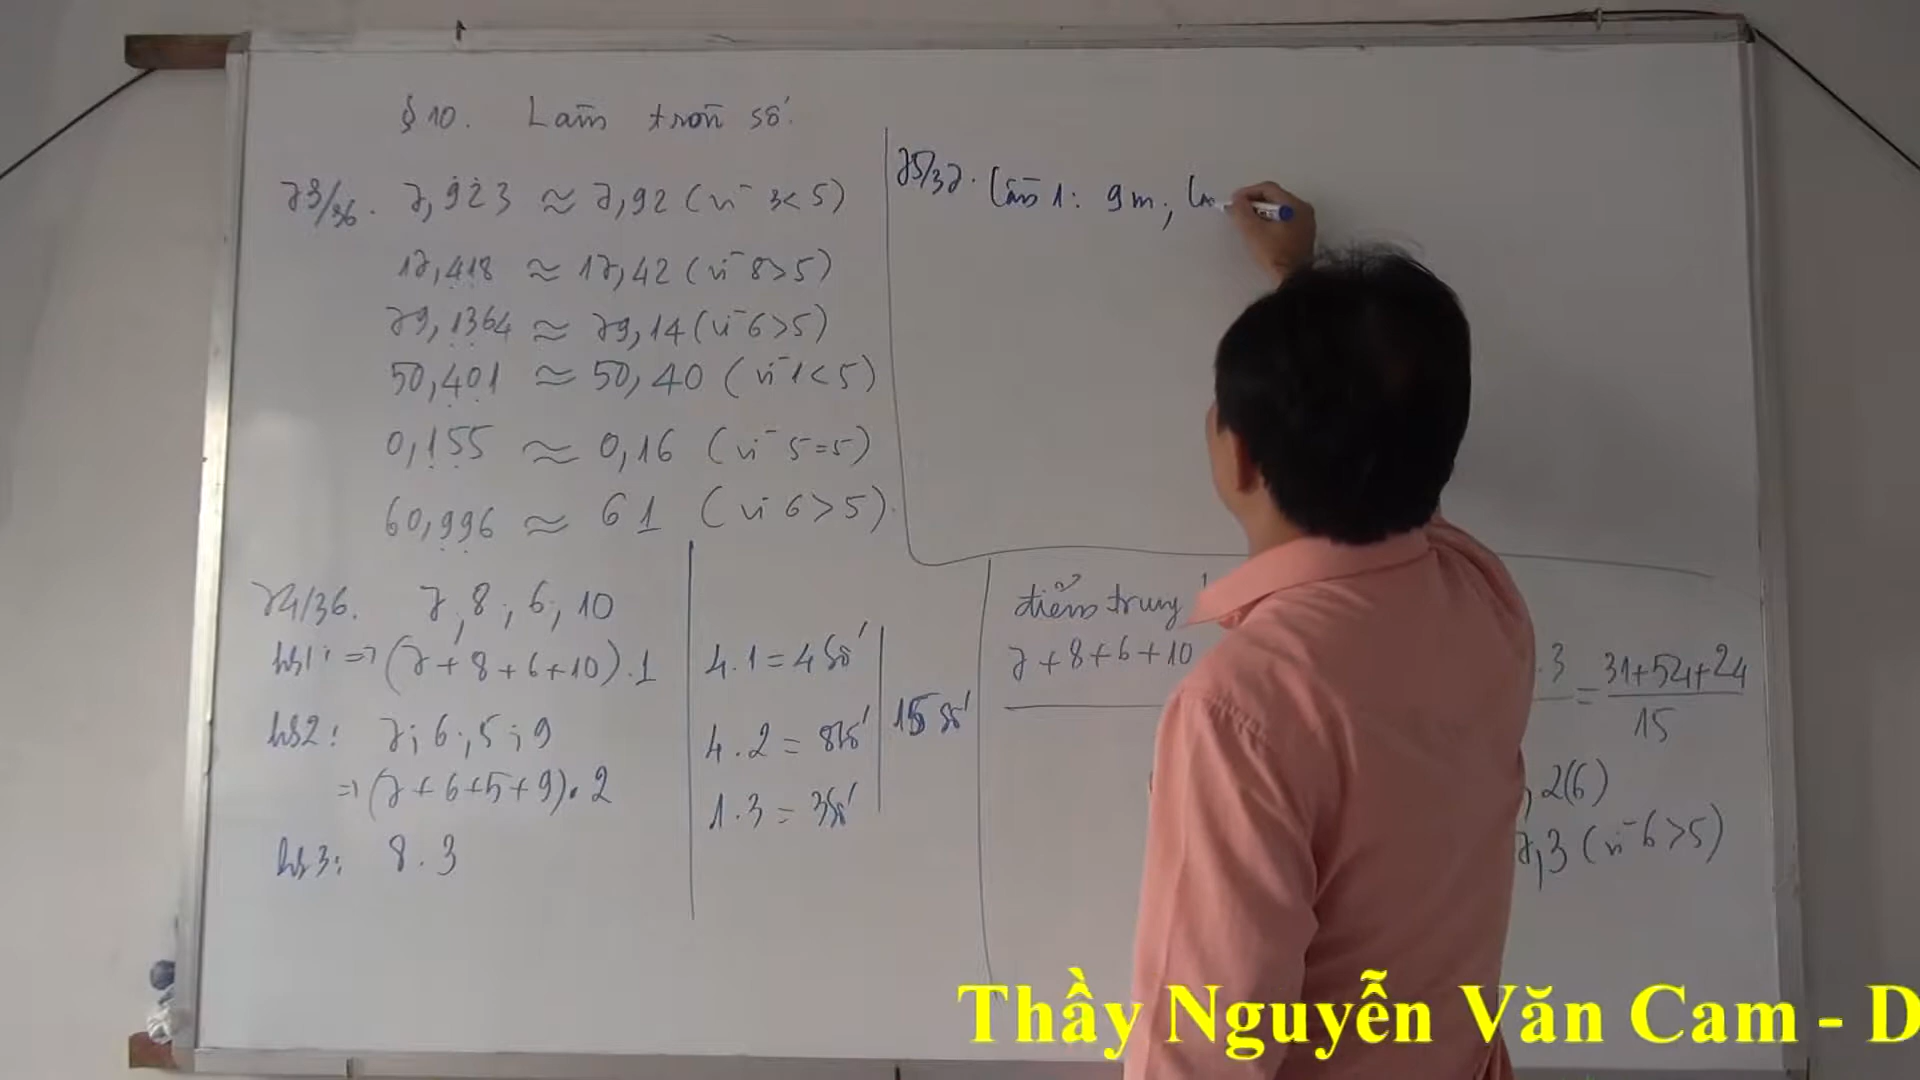 §10. Làm tròn số.
73/36. 7,923 ≈ 7,92 (vì 3<5)
17,418 ≈ 17,42 (vì 8>5)
79,1364 ≈ 79,14 (vì 6>5)
50,401 ≈ 50,40 (vì 1<5)
0,155 ≈ 0,16 (vì 5=5)
60,996 ≈ 61 (vì 6>5).
74/36. 7; 8; 6; 10
hs1: => (7+8+6+10).1
hs2: 7; 6; 5; 9
=> (7+6+5+9).2
hs3: 8.3
4.1 = 4 số
4.2 = 8 số
1.3 = 3 số
15 số
75/37. Lần 1: 9m;
điểm trung
7+8+6+10
.3
= (31+54+24)/15
,2(6)
7,3 (vì 6>5)
Thầy Nguyễn Văn Cam - D